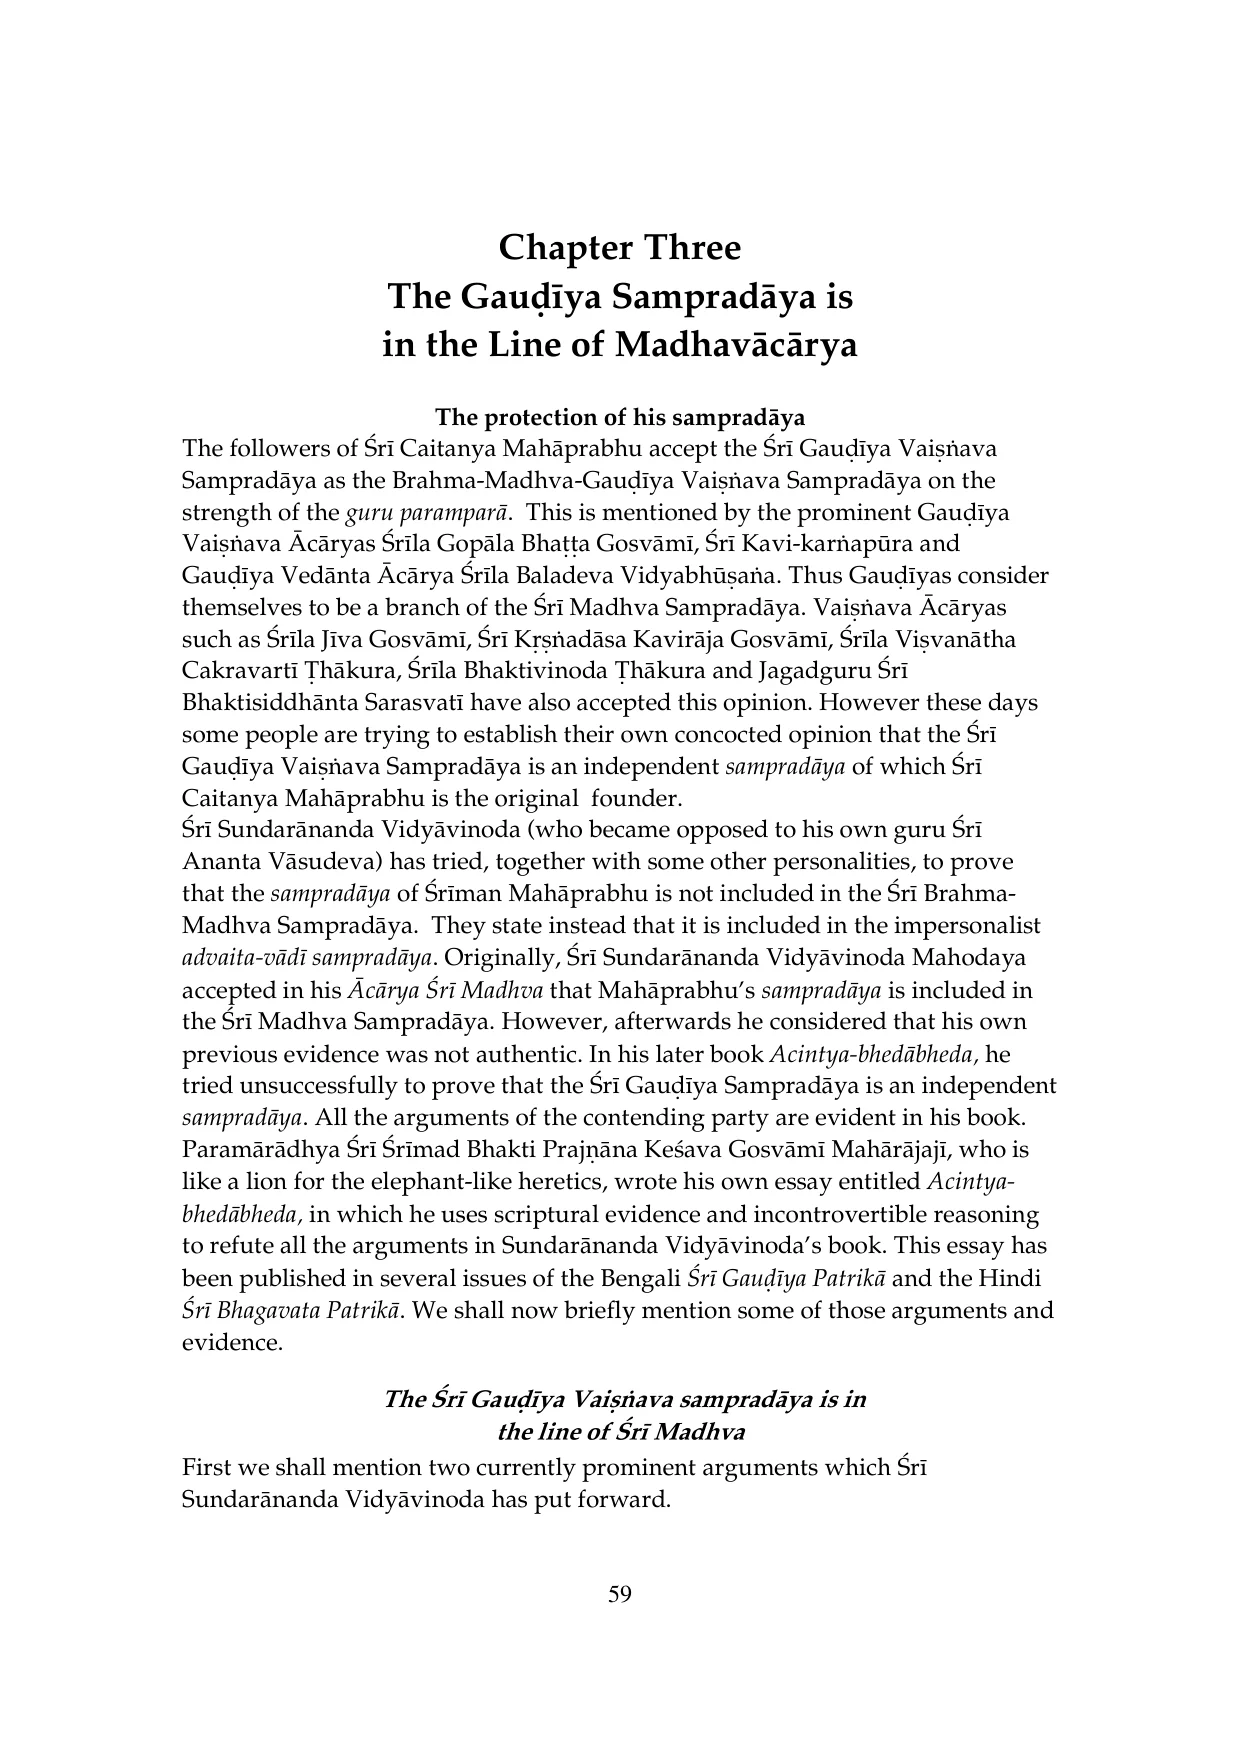 Chapter Three
The Gauḍīya Sampradāya is
in the Line of Madhavācārya
The protection of his sampradāya
The followers of Śrī Caitanya Mahāprabhu accept the Śrī Gauḍīya Vaiṣṅava
Sampradāya as the Brahma-Madhva-Gauḍīya Vaiṣṅava Sampradāya on the
strength of the guru paramparā.  This is mentioned by the prominent Gauḍīya
Vaiṣṅava Ācāryas Śrīla Gopāla Bhaṭṭa Gosvāmī, Śrī Kavi-karṅapūra and
Gauḍīya Vedānta Ācārya Śrīla Baladeva Vidyabhūṣaṅa. Thus Gauḍīyas consider
themselves to be a branch of the Śrī Madhva Sampradāya. Vaiṣṅava Ācāryas
such as Śrīla Jīva Gosvāmī, Śrī Kṛṣṅadāsa Kavirāja Gosvāmī, Śrīla Viṣvanātha
Cakravartī Ṭhākura, Śrīla Bhaktivinoda Ṭhākura and Jagadguru Śrī
Bhaktisiddhānta Sarasvatī have also accepted this opinion. However these days
some people are trying to establish their own concocted opinion that the Śrī
Gauḍīya Vaiṣṅava Sampradāya is an independent sampradāya of which Śrī
Caitanya Mahāprabhu is the original  founder.
Śrī Sundarānanda Vidyāvinoda (who became opposed to his own guru Śrī
Ananta Vāsudeva) has tried, together with some other personalities, to prove
that the sampradāya of Śrīman Mahāprabhu is not included in the Śrī Brahma-
Madhva Sampradāya.  They state instead that it is included in the impersonalist
advaita-vādī sampradāya. Originally, Śrī Sundarānanda Vidyāvinoda Mahodaya
accepted in his Ācārya Śrī Madhva that Mahāprabhu’s sampradāya is included in
the Śrī Madhva Sampradāya. However, afterwards he considered that his own
previous evidence was not authentic. In his later book Acintya-bhedābheda, he
tried unsuccessfully to prove that the Śrī Gauḍīya Sampradāya is an independent
sampradāya. All the arguments of the contending party are evident in his book.
Paramārādhya Śrī Śrīmad Bhakti Prajṇāna Keśava Gosvāmī Mahārājajī, who is
like a lion for the elephant-like heretics, wrote his own essay entitled Acintya-
bhedābheda, in which he uses scriptural evidence and incontrovertible reasoning
to refute all the arguments in Sundarānanda Vidyāvinoda’s book. This essay has
been published in several issues of the Bengali Śrī Gauḍīya Patrikā and the Hindi
Śrī Bhagavata Patrikā. We shall now briefly mention some of those arguments and
evidence.
The Śrī Gauḍīya Vaiṣṅava sampradāya is in
the line of Śrī Madhva
First we shall mention two currently prominent arguments which Śrī
Sundarānanda Vidyāvinoda has put forward.
59